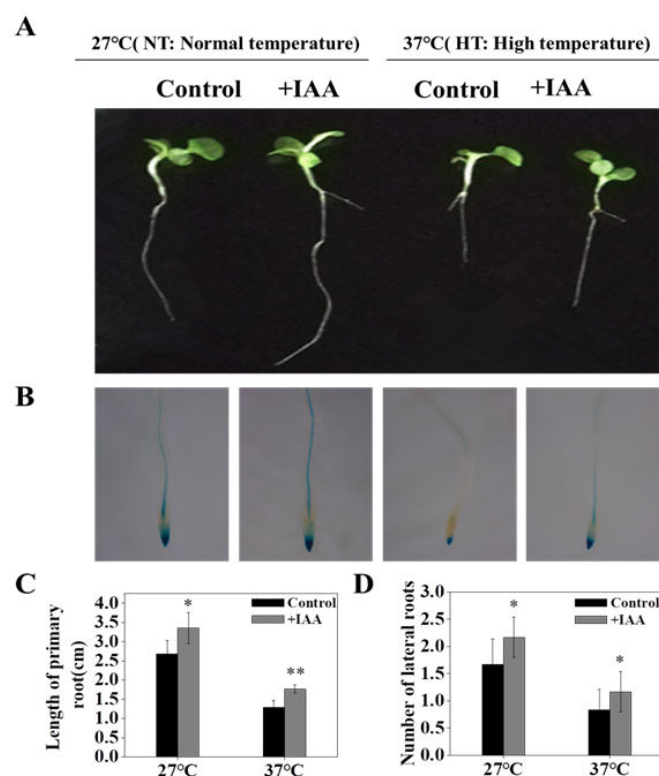 A
27°C( NT: Normal temperature)
37°C( HT: High temperature)
Control
+IAA
Control
+IAA
B
C
Length of primary
root(cm)
4.0
3.5
3.0
2.5
2.0
1.5
1.0
0.5
0.0
Control
+IAA
*
**
27°C
37°C
D
Number of lateral roots
3.0
2.5
2.0
1.5
1.0
0.5
0.0
Control
+IAA
*
*
27°C
37°C